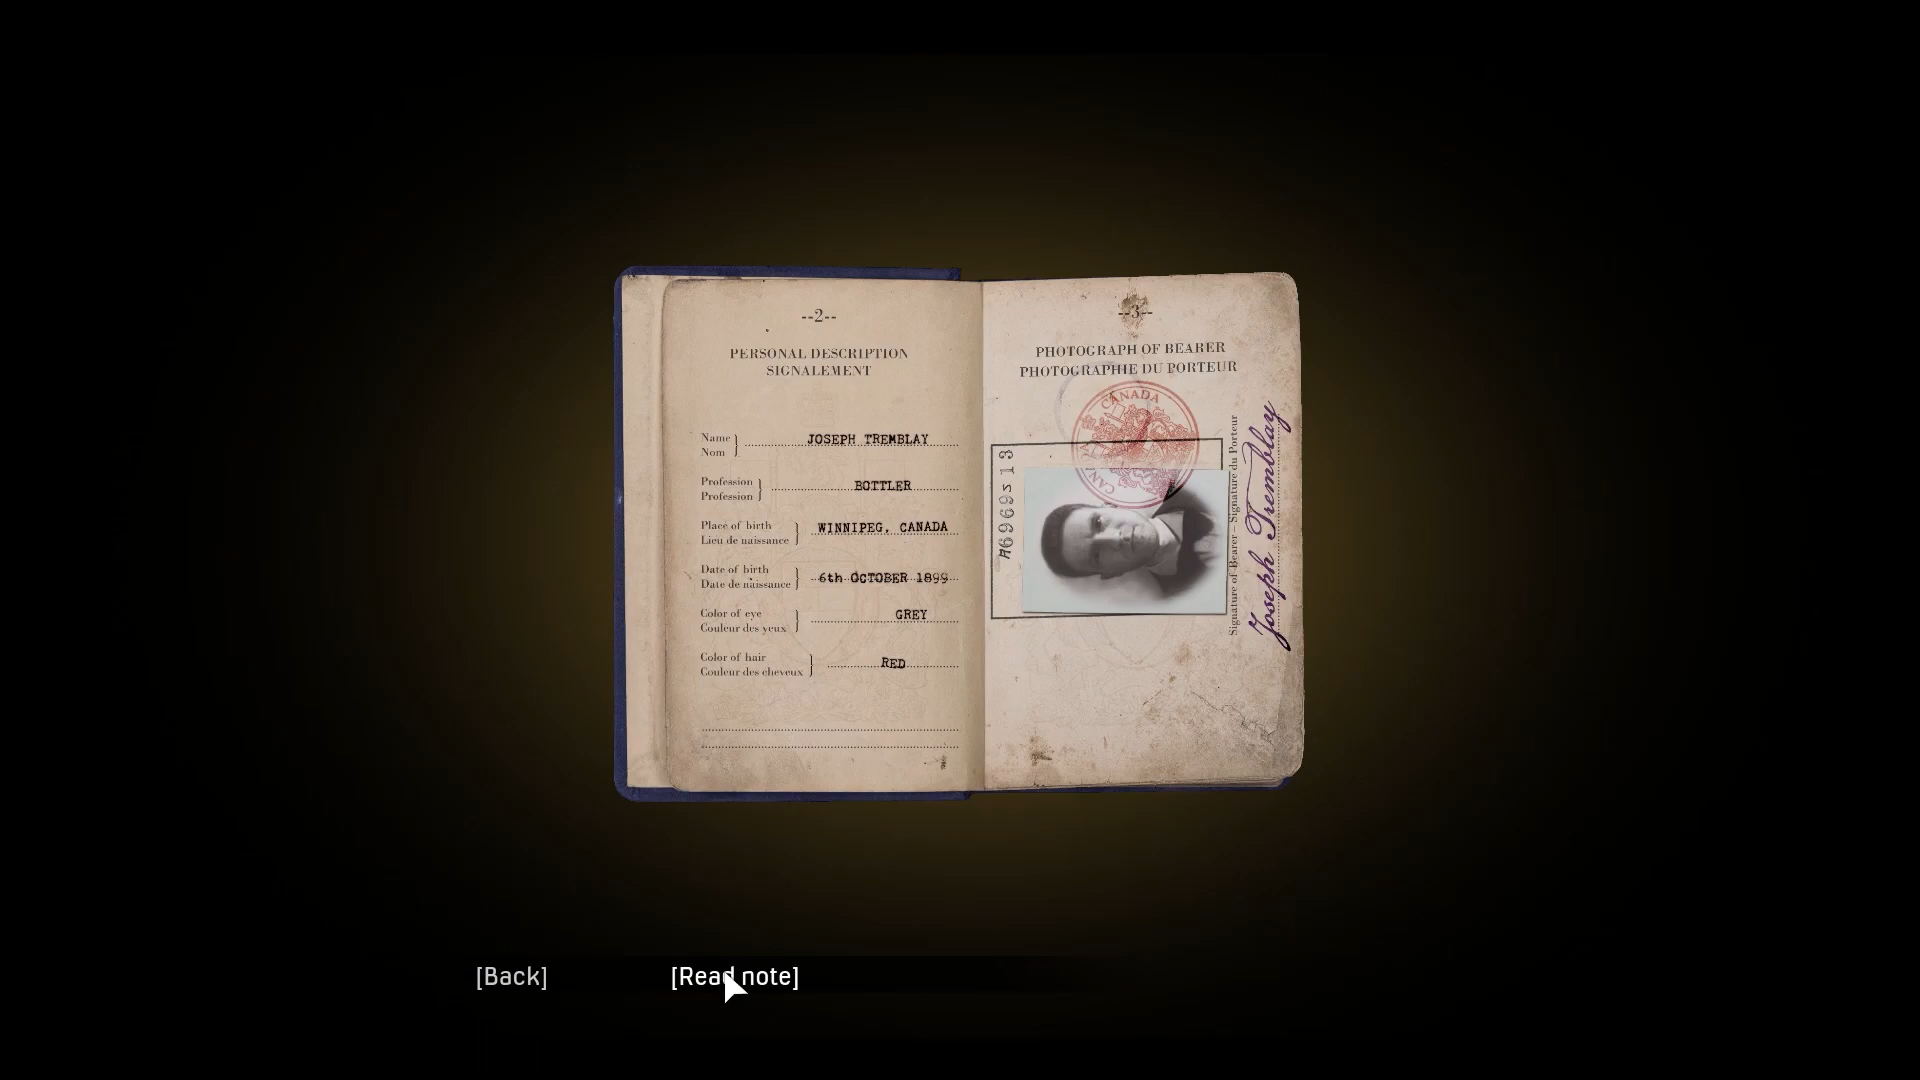 --2--
PERSONAL DESCRIPTION
SIGNALEMENT
Name
Nom
JOSEPH TREMBLAY
Profession
Profession
BOTTLER
Place of birth
Lieu de naissance
WINNIPEG, CANADA
Date of birth
Date de naissance
6th OCTOBER 1899
Color of eye
Couleur des yeux
GREY
Color of hair
Couleur des cheveux
RED
--3--
PHOTOGRAPH OF BEARER
PHOTOGRAPHIE DU PORTEUR
CANADA
Signature of Bearer – Signature du Porteur
Joseph Tremblay
[Back]
[Read note]